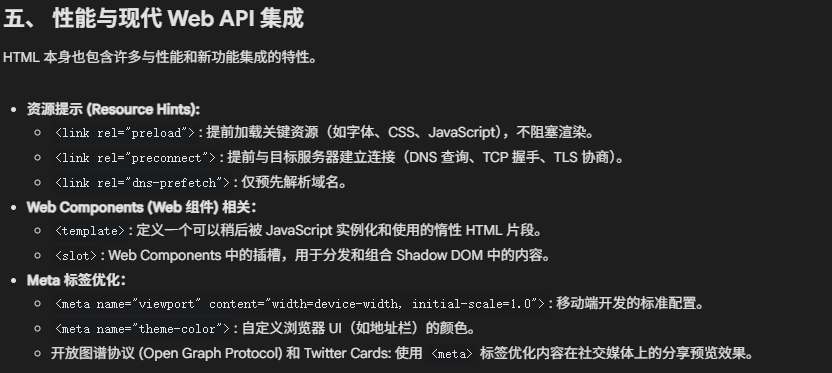 五、 性能与现代 Web API 集成
HTML 本身也包含许多与性能和新功能集成的特性。
• 资源提示 (Resource Hints):
◦ <link rel="preload"> : 提前加载关键资源（如字体、CSS、JavaScript），不阻塞渲染。
◦ <link rel="preconnect"> : 提前与目标服务器建立连接（DNS 查询、TCP 握手、TLS 协商）。
◦ <link rel="dns-prefetch"> : 仅预先解析域名。
• Web Components (Web 组件) 相关：
◦ <template> : 定义一个可以稍后被 JavaScript 实例化和使用的惰性 HTML 片段。
◦ <slot> : Web Components 中的插槽，用于分发和组合 Shadow DOM 中的内容。
• Meta 标签优化：
◦ <meta name="viewport" content="width=device-width, initial-scale=1.0"> : 移动端开发的标准配置。
◦ <meta name="theme-color"> : 自定义浏览器 UI（如地址栏）的颜色。
◦ 开放图谱协议 (Open Graph Protocol) 和 Twitter Cards: 使用 <meta> 标签优化内容在社交媒体上的分享预览效果。